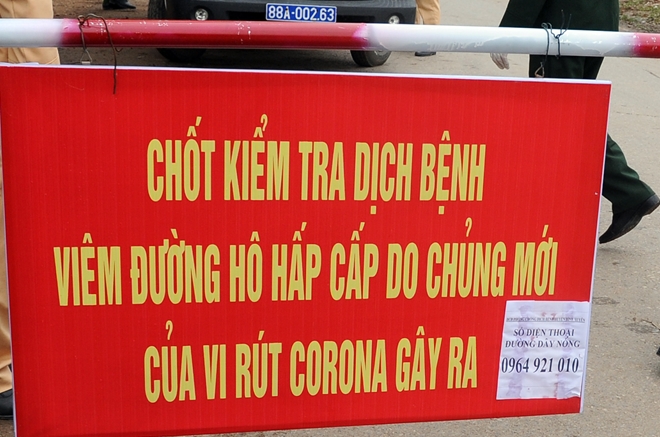 88A-002.63
CHỐT KIỂM TRA DỊCH BỆNH
VIÊM ĐƯỜNG HÔ HẤP CẤP DO CHỦNG MỚI
CỦA VI RÚT CORONA GÂY RA
SỐ ĐIỆN THOẠI
ĐƯỜNG DÂY NÓNG
0964 921 010